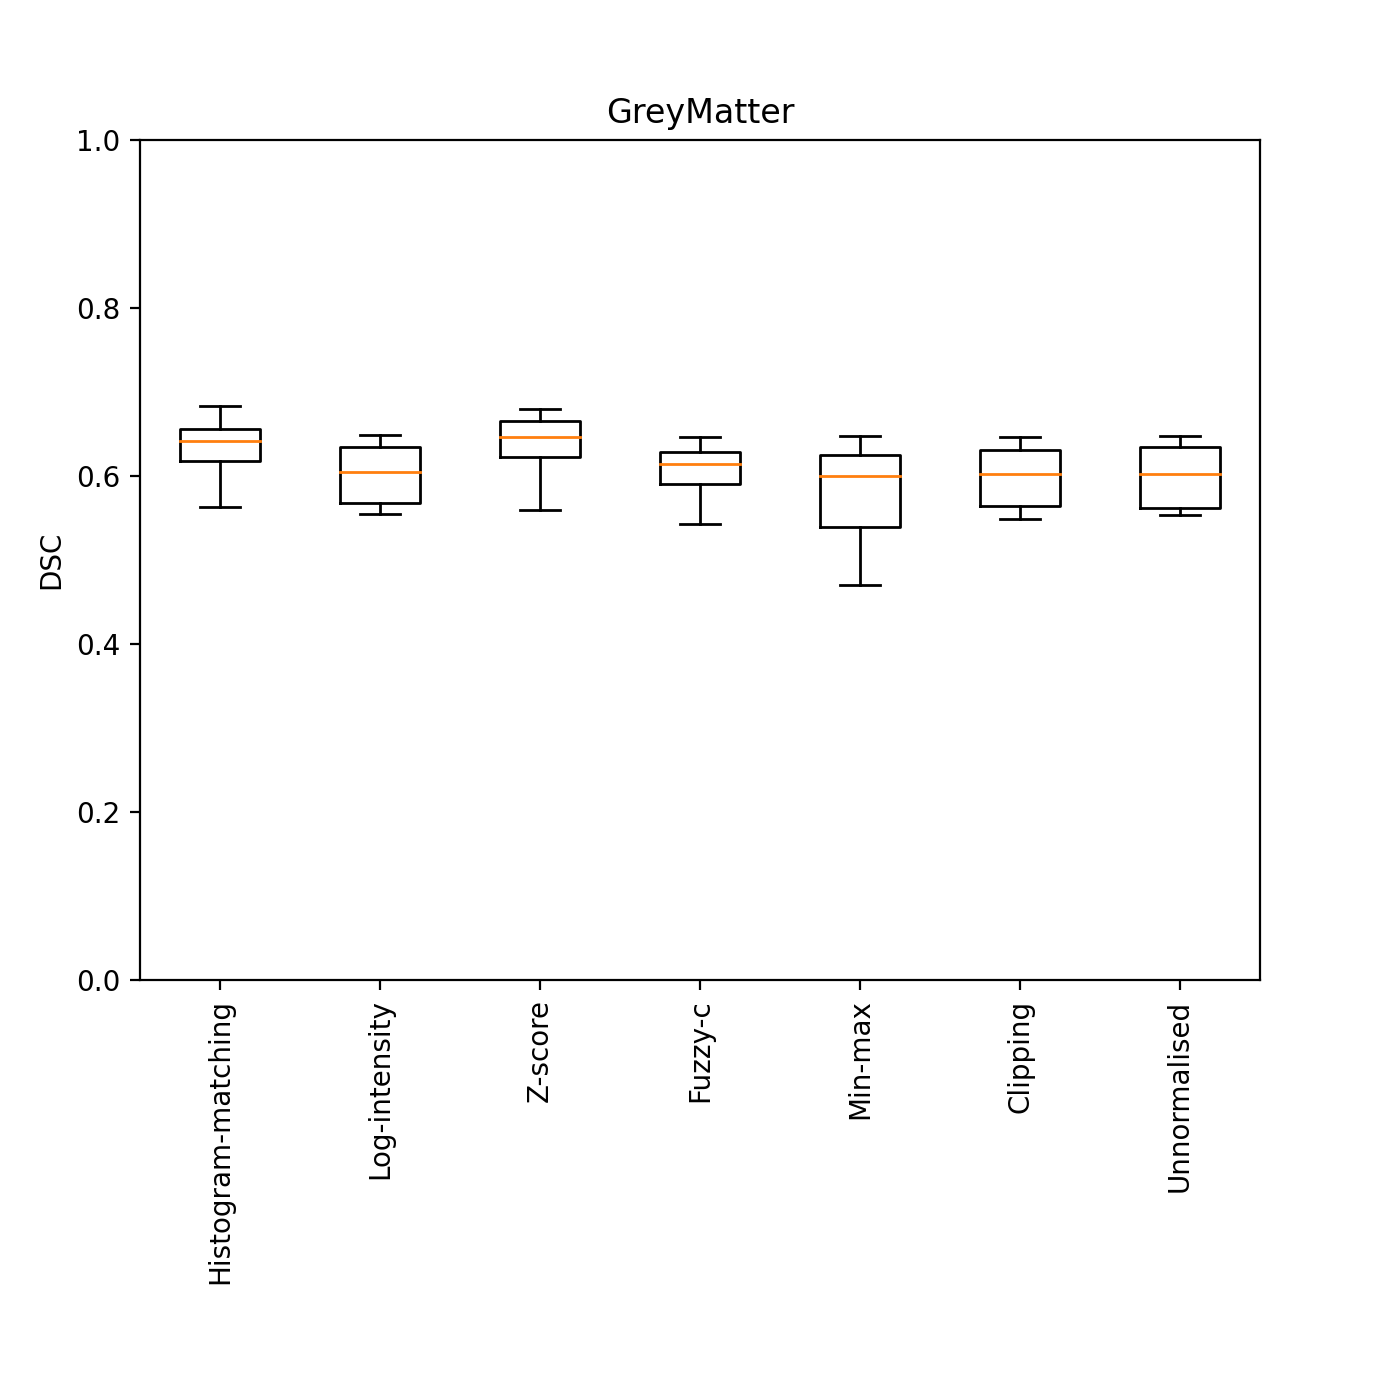 GreyMatter
1.0
0.8
0.6
0.4
0.2
0.0
DSC
Histogram-matching
Log-intensity
Z-score
Fuzzy-c
Min-max
Clipping
Unnormalised